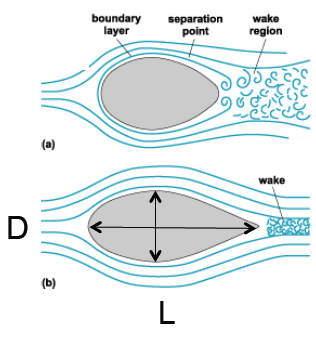 boundary
layer
separation
point
wake
region
(a)
wake
D
(b)
L